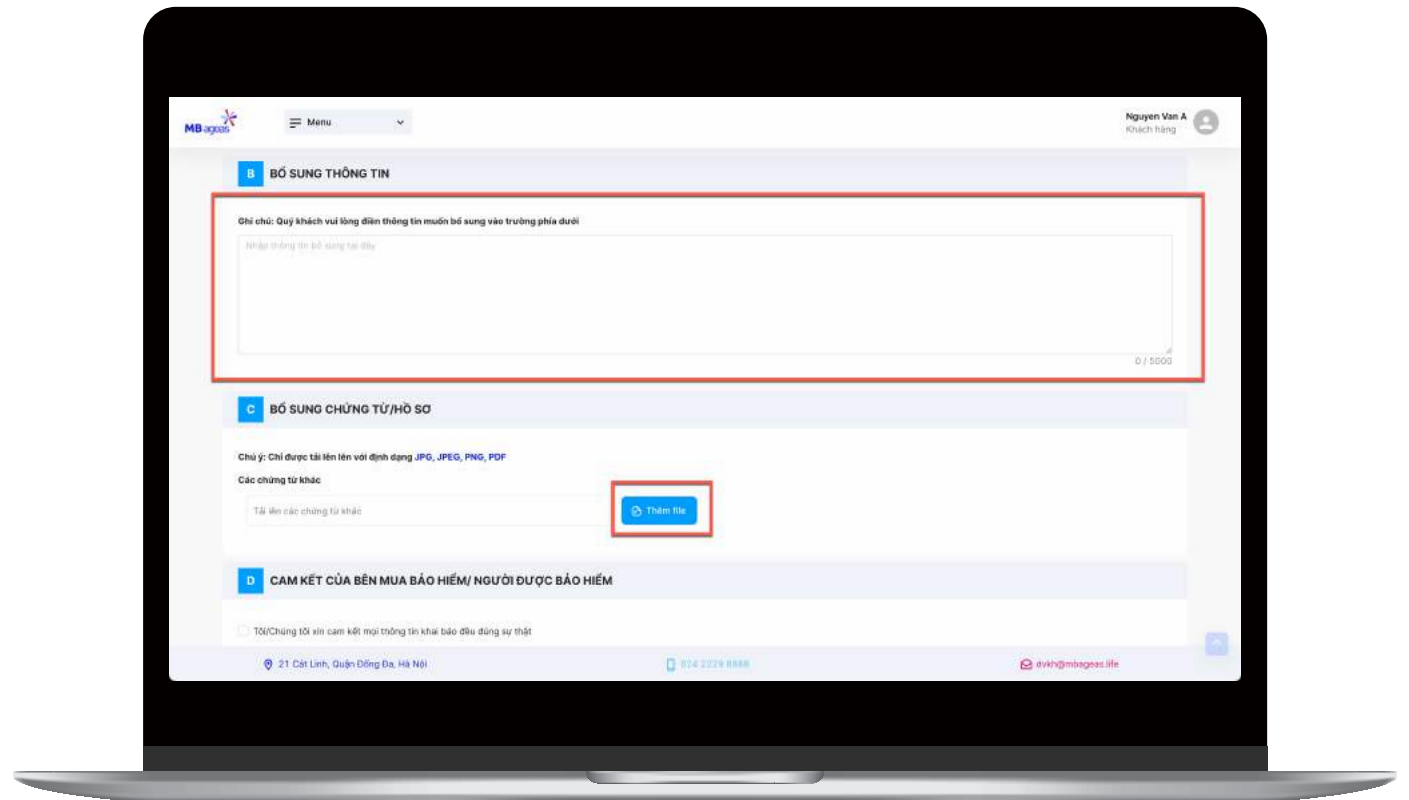 MB ageas
Menu
Nguyen Van A
Khách hàng
B BỔ SUNG THÔNG TIN
Ghi chú: Quý khách vui lòng điền thông tin muốn bổ sung vào trường phía dưới
Nhập thông tin bổ sung tại đây
0 / 5000
C BỔ SUNG CHỨNG TỪ/HỒ SƠ
Chú ý: Chỉ được tải lên lên với định dạng JPG, JPEG, PNG, PDF
Các chứng từ khác
Tải lên các chứng từ khác
Thêm file
D CAM KẾT CỦA BÊN MUA BẢO HIỂM/ NGƯỜI ĐƯỢC BẢO HIỂM
Tôi/Chúng tôi xin cam kết mọi thông tin khai báo đều đúng sự thật
21 Cát Linh, Quận Đống Đa, Hà Nội
024 2229 8888
dvkh@mbageas.life